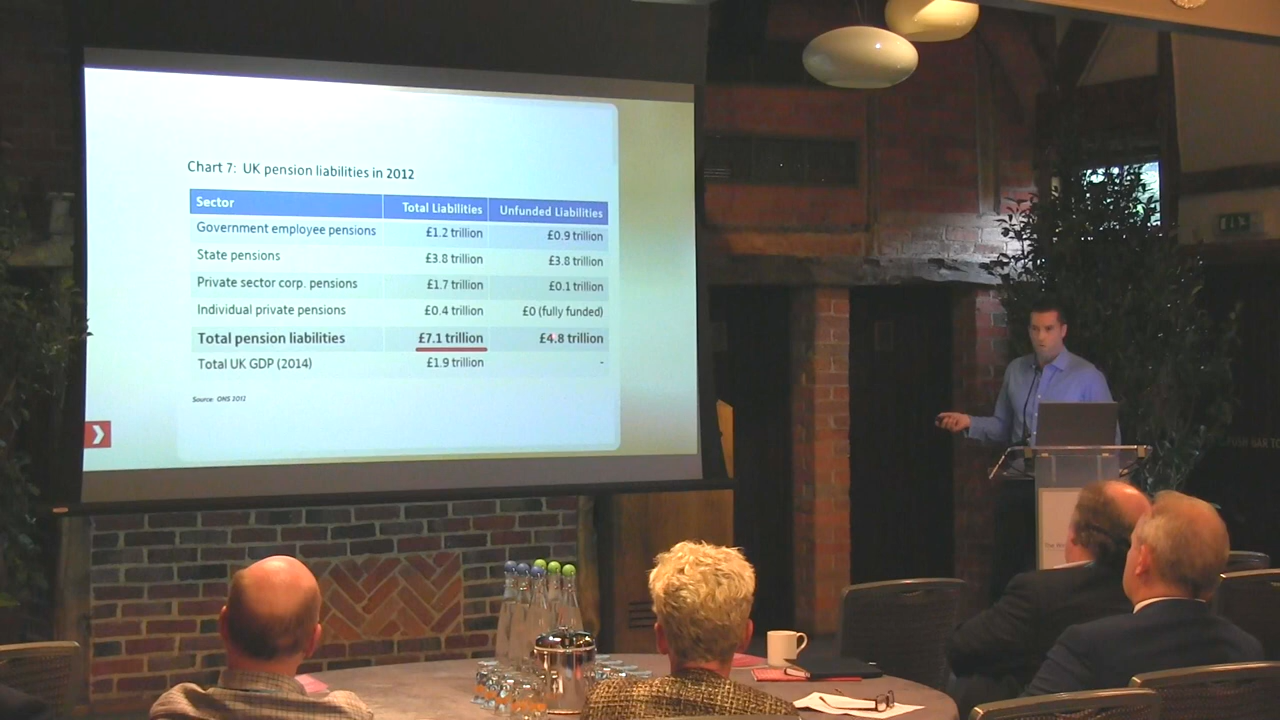 Chart 7: UK pension liabilities in 2012
Sector Total Liabilities Unfunded Liabilities
Government employee pensions £1.2 trillion £0.9 trillion
State pensions £3.8 trillion £3.8 trillion
Private sector corp. pensions £1.7 trillion £0.1 trillion
Individual private pensions £0.4 trillion £0 (fully funded)
Total pension liabilities £7.1 trillion £4.8 trillion
Total UK GDP (2014) £1.9 trillion -
Source: ONS 2012
The